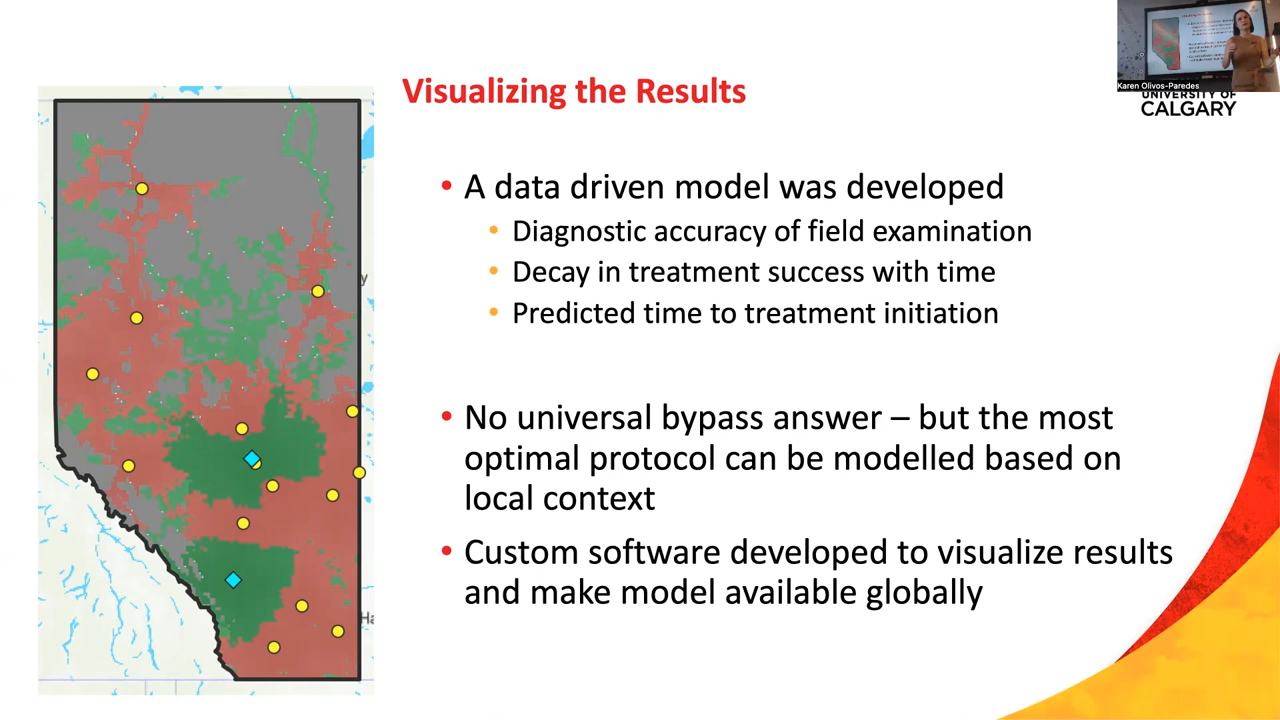 Visualizing the Results
Karen Olivos-Paredes
UNIVERSITY OF
CALGARY
• A data driven model was developed
• Diagnostic accuracy of field examination
• Decay in treatment success with time
• Predicted time to treatment initiation
• No universal bypass answer – but the most
optimal protocol can be modelled based on
local context
• Custom software developed to visualize results
and make model available globally